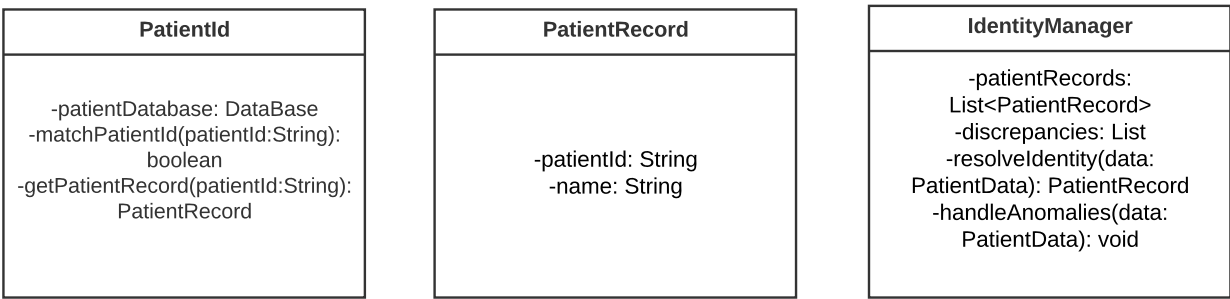 PatientId
-patientDatabase: DataBase
-matchPatientId(patientId:String):
boolean
-getPatientRecord(patientId:String):
PatientRecord
PatientRecord
-patientId: String
-name: String
IdentityManager
-patientRecords:
List<PatientRecord>
-discrepancies: List
-resolveIdentity(data:
PatientData): PatientRecord
-handleAnomalies(data:
PatientData): void